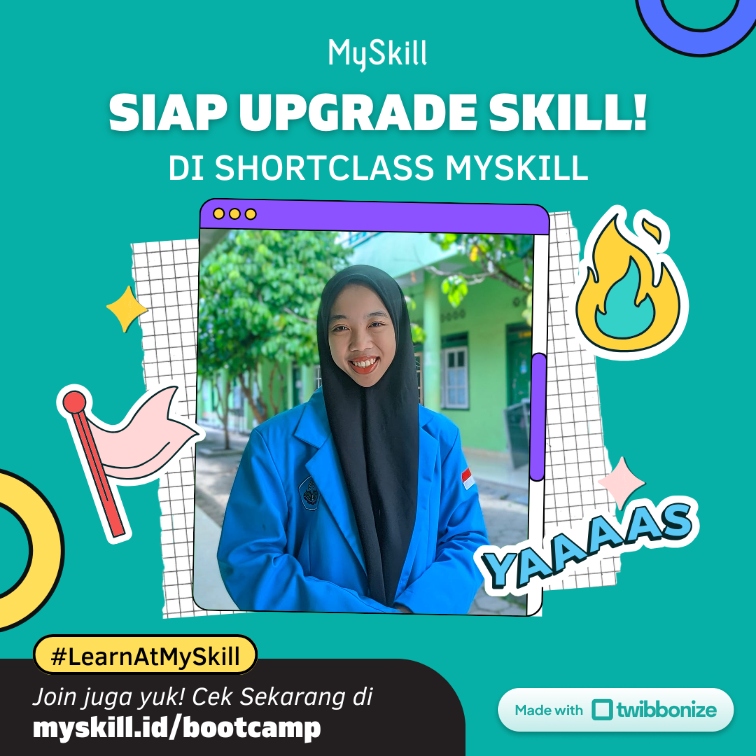 MySkill
SIAP UPGRADE SKILL!
DI SHORTCLASS MYSKILL
YAAAAS
#LearnAtMySkill
Join juga yuk! Cek Sekarang di
myskill.id/bootcamp
Made with twibbonize